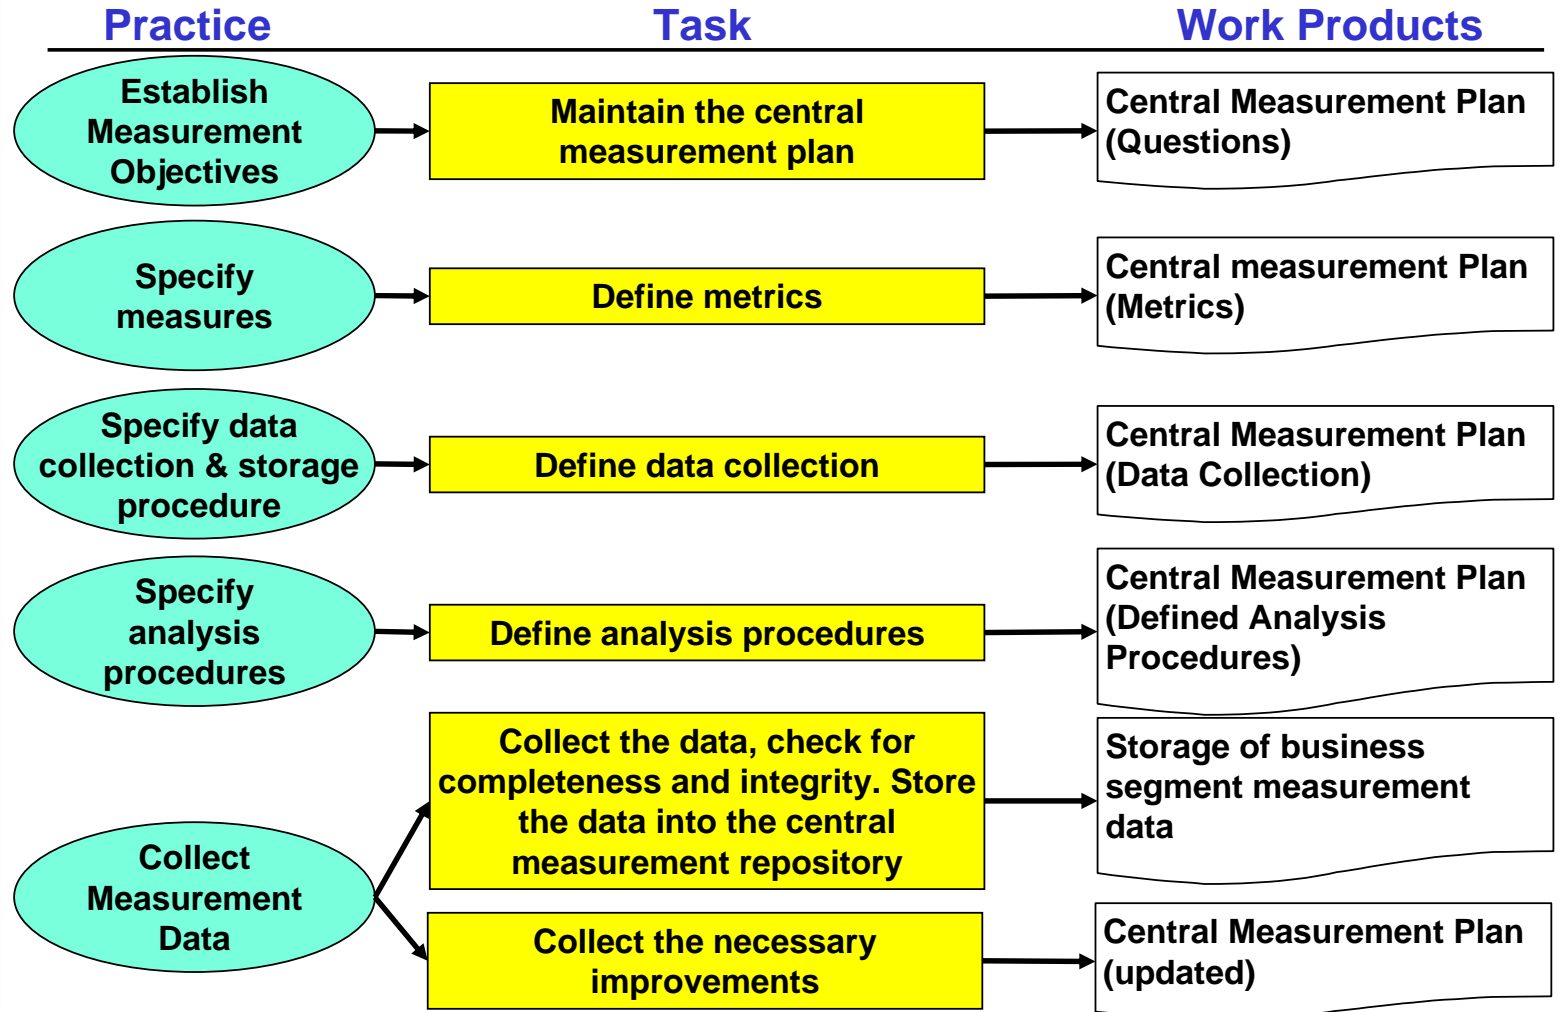 Practice
Task
Work Products
Establish
Measurement
Objectives
Maintain the central
measurement plan
Central Measurement Plan
(Questions)
Specify
measures
Define metrics
Central measurement Plan
(Metrics)
Specify data
collection & storage
procedure
Define data collection
Central Measurement Plan
(Data Collection)
Specify
analysis
procedures
Define analysis procedures
Central Measurement Plan
(Defined Analysis
Procedures)
Collect
Measurement
Data
Collect the data, check for
completeness and integrity. Store
the data into the central
measurement repository
Storage of business
segment measurement
data
Collect the necessary
improvements
Central Measurement Plan
(updated)